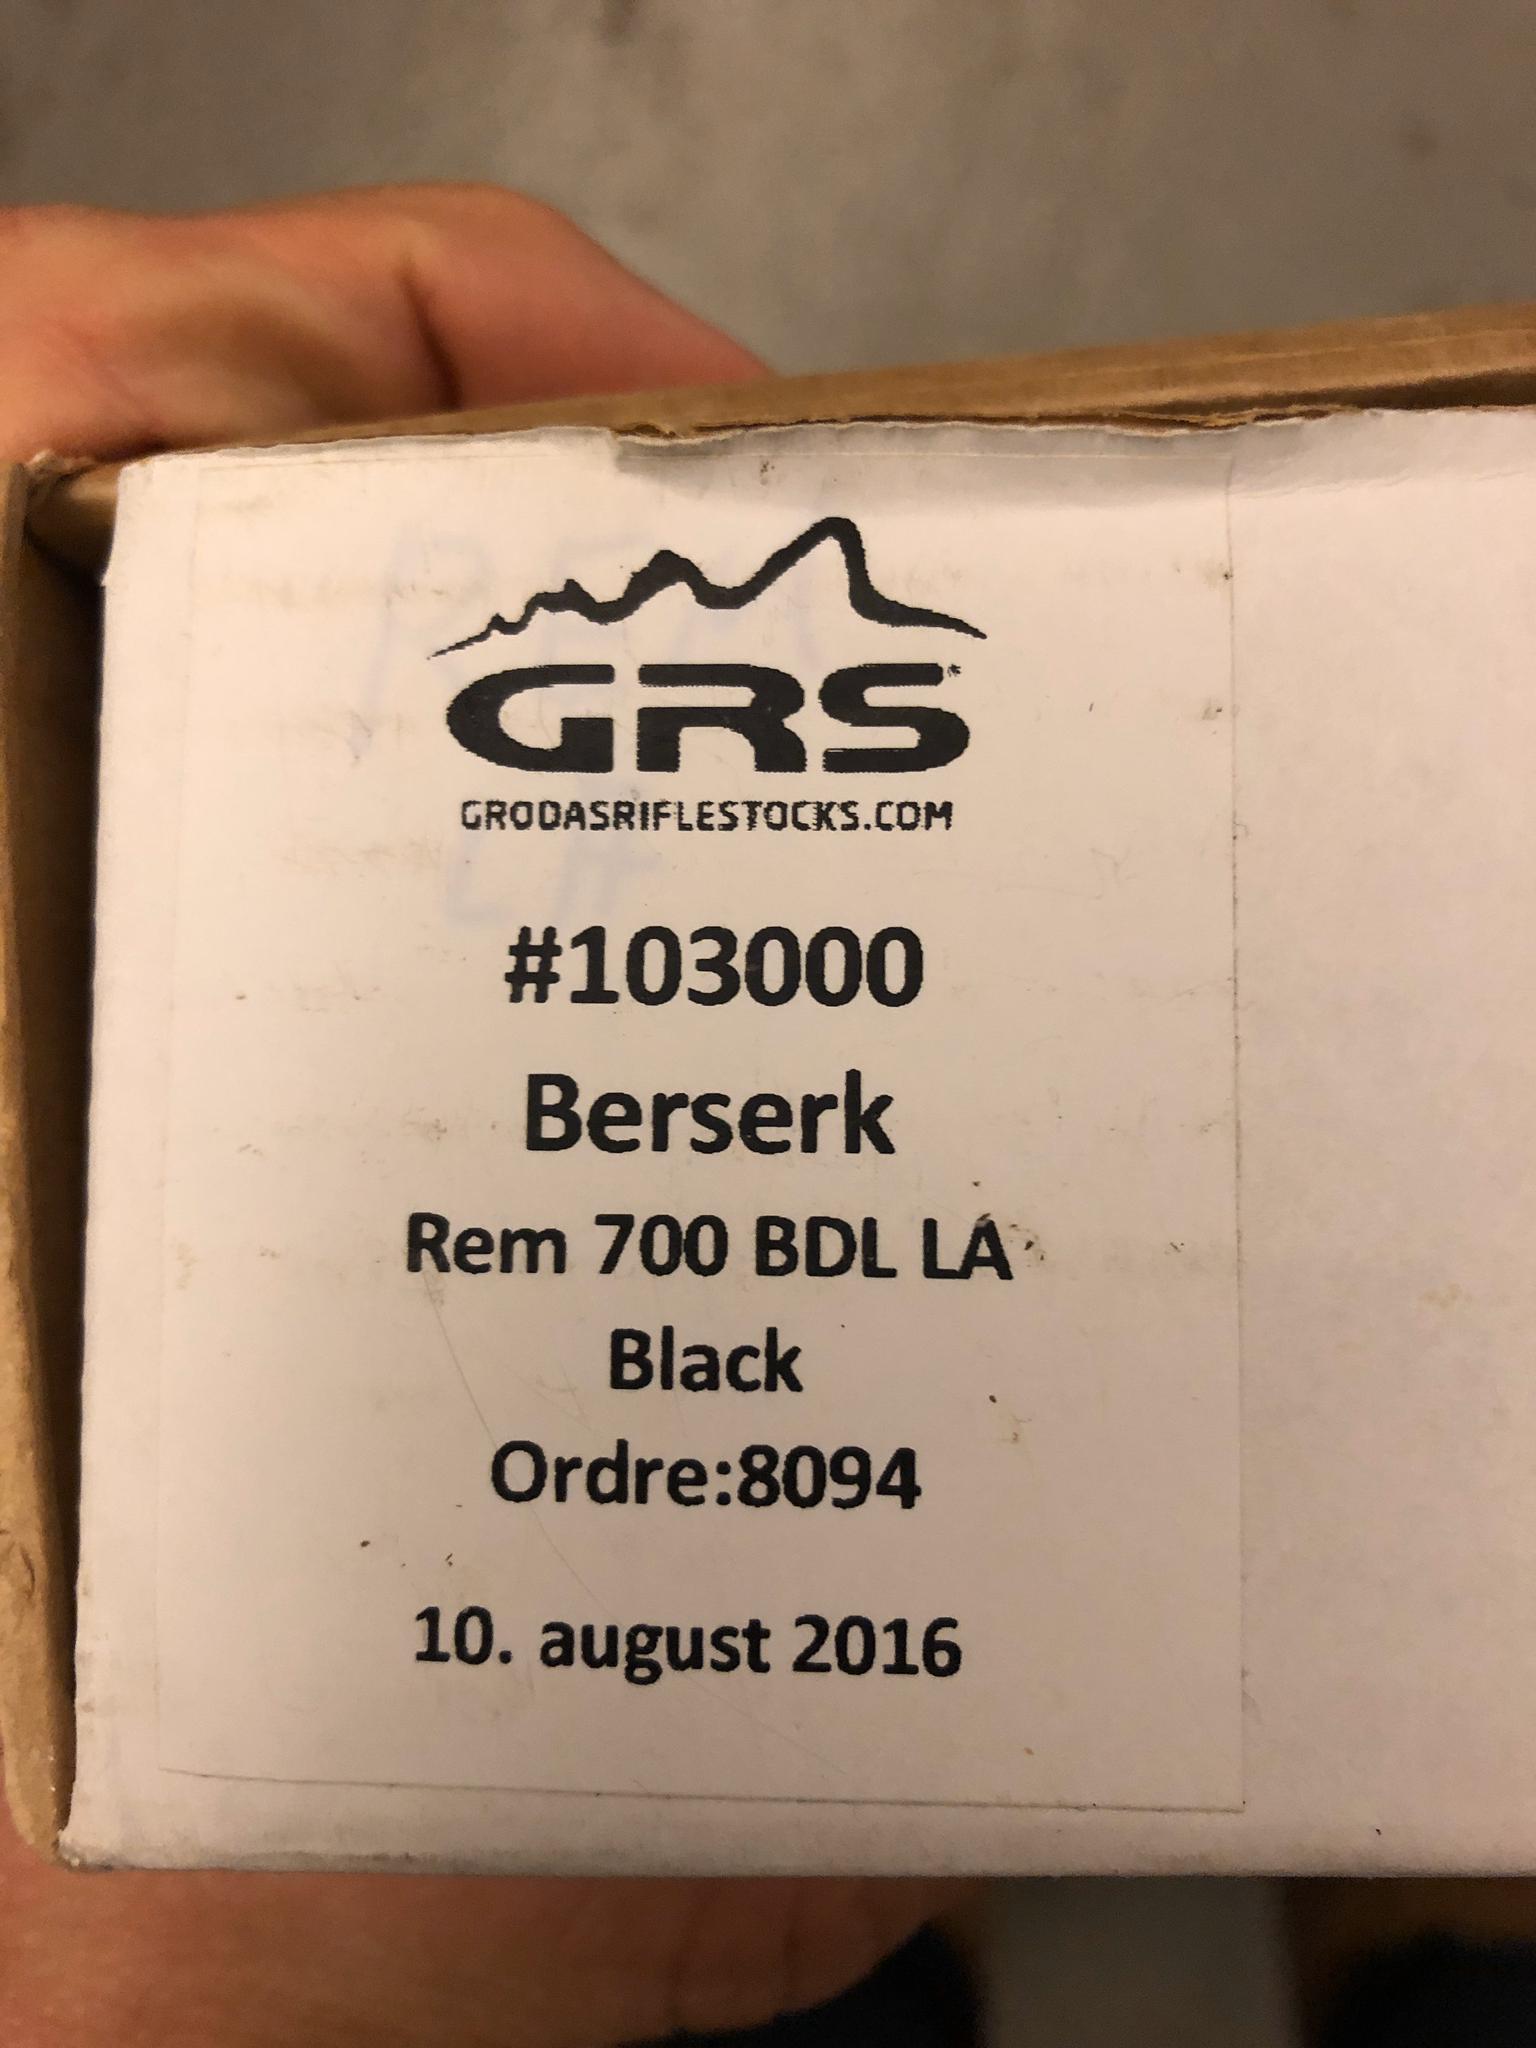 GRS
GRODASRIFLESTOCKS.COM
#103000
Berserk
Rem 700 BDL LA
Black
Ordre:8094
10. august 2016